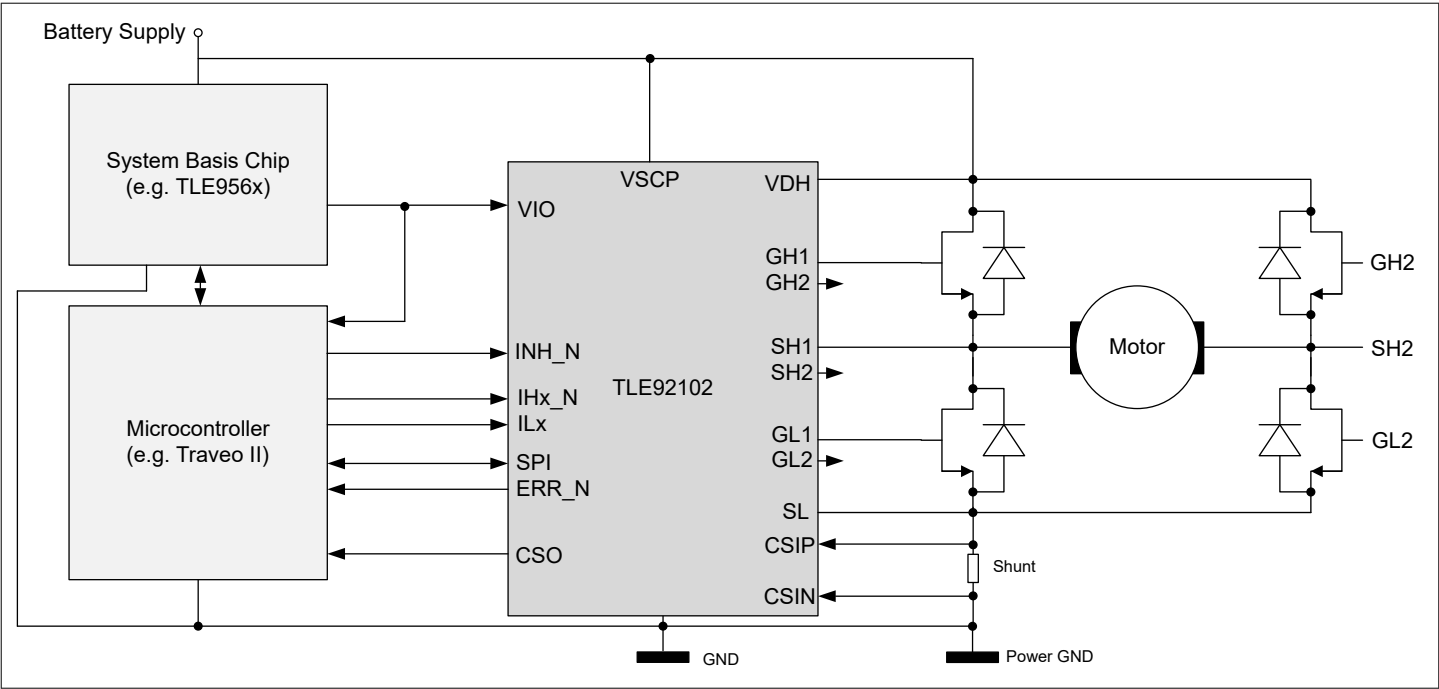 Battery Supply
System Basis Chip
(e.g. TLE956x)
Microcontroller
(e.g. Traveo II)
VSCP
TLE92102
VIO
INH_N
IHx_N
ILx
SPI
ERR_N
CSO
VDH
GH1
GH2
SH1
SH2
GL1
GL2
SL
CSIP
CSIN
Motor
GH2
SH2
GL2
Shunt
GND
Power GND